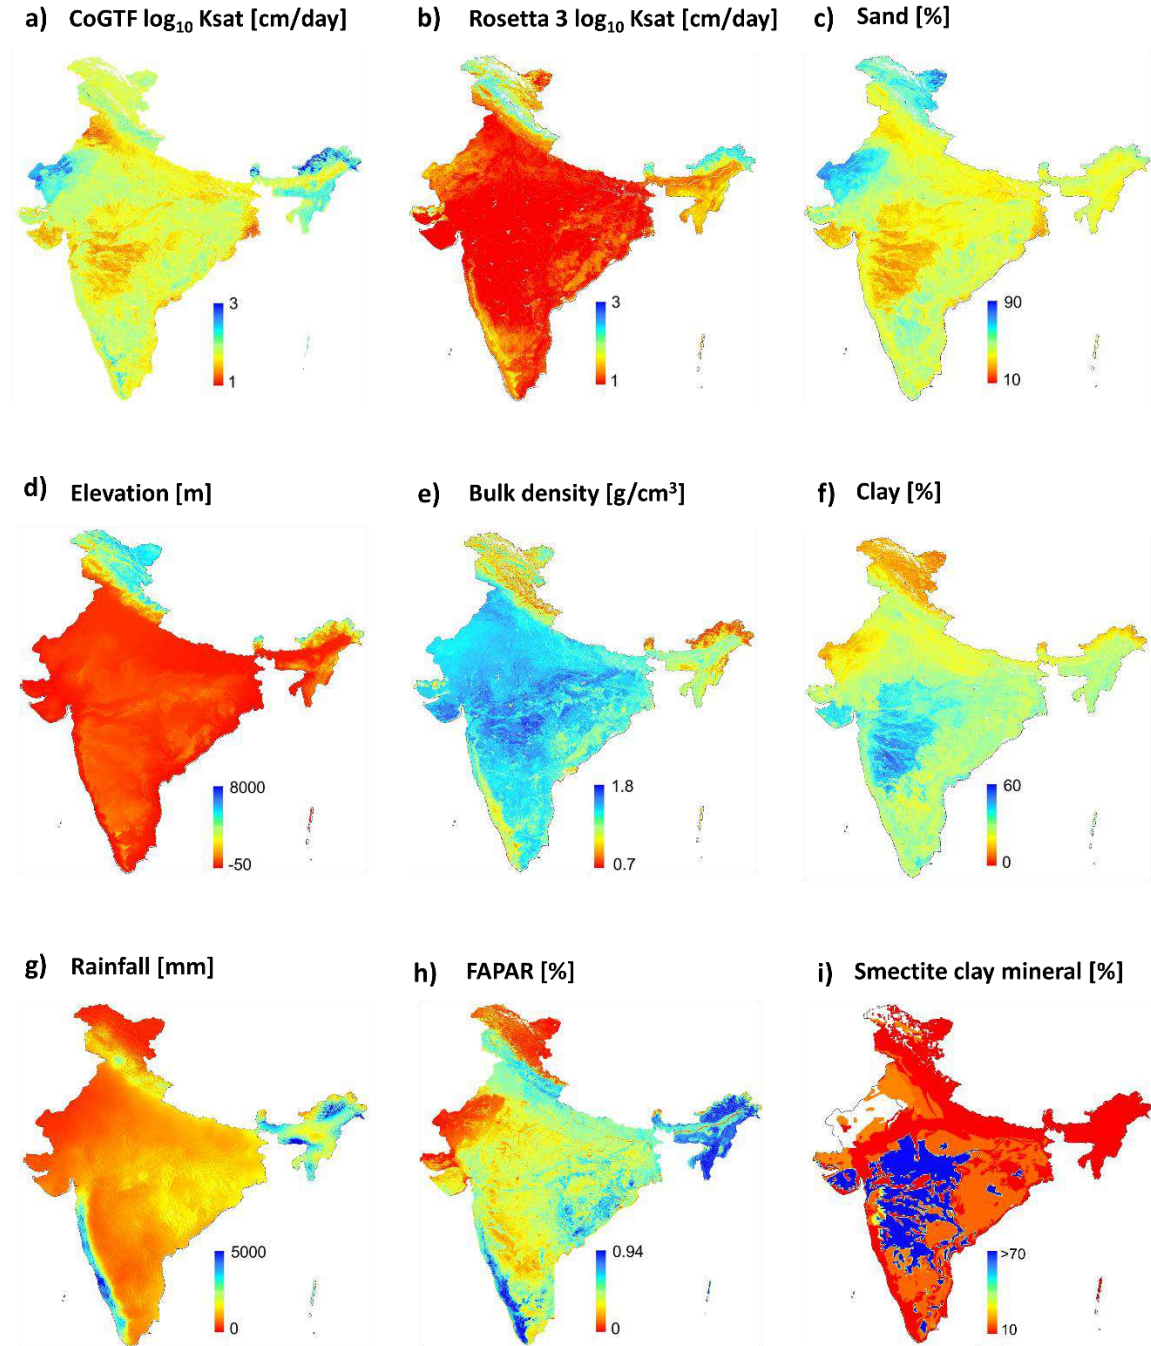 a) CoGTF log₁₀ Ksat [cm/day]
b) Rosetta 3 log₁₀ Ksat [cm/day]
c) Sand [%]
3
1
3
1
90
10
d) Elevation [m]
e) Bulk density [g/cm³]
f) Clay [%]
8000
-50
1.8
0.7
60
0
g) Rainfall [mm]
h) FAPAR [%]
i) Smectite clay mineral [%]
5000
0
0.94
0
>70
10